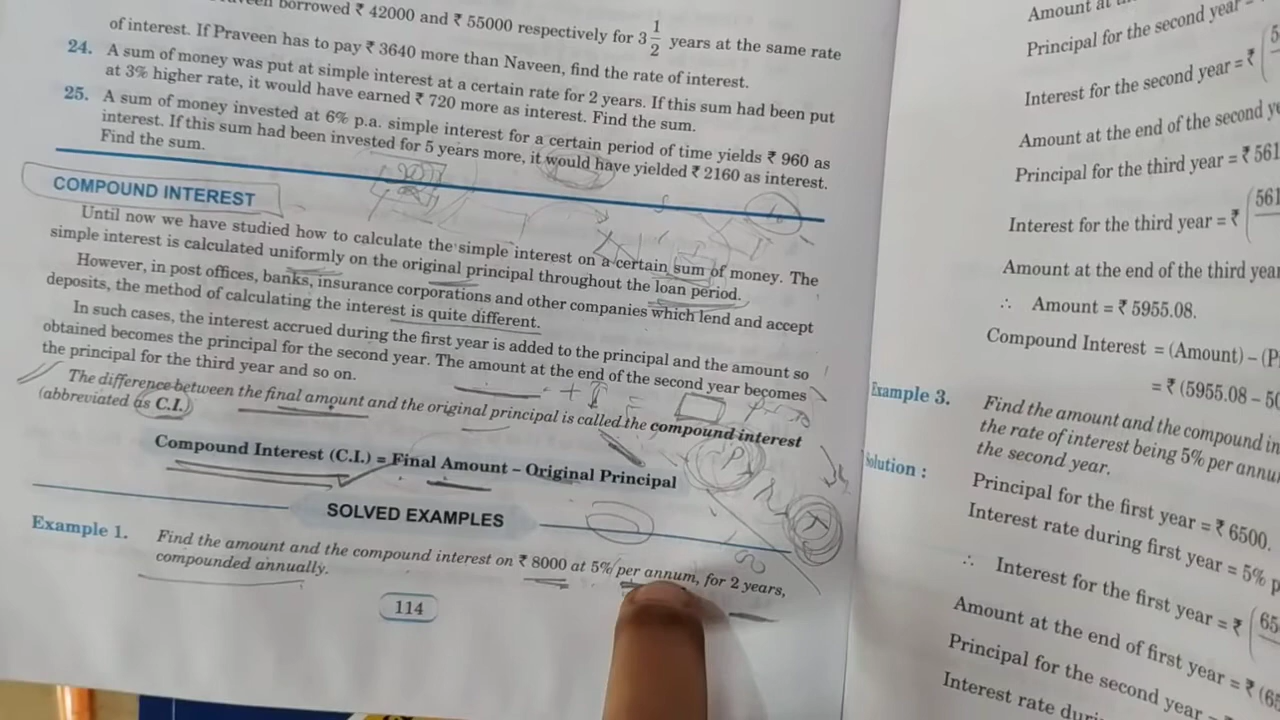 borrowed ₹ 42000 and ₹ 55000 respectively for 3 1/2 years at the same rate
of interest. If Praveen has to pay ₹ 3640 more than Naveen, find the rate of interest.
24. A sum of money was put at simple interest at a certain rate for 2 years. If this sum had been put
at 3% higher rate, it would have earned ₹ 720 more as interest. Find the sum.
25. A sum of money invested at 6% p.a. simple interest for a certain period of time yields ₹ 960 as
interest. If this sum had been invested for 5 years more, it would have yielded ₹ 2160 as interest.
Find the sum.
COMPOUND INTEREST
Until now we have studied how to calculate the simple interest on a certain sum of money. The
simple interest is calculated uniformly on the original principal throughout the loan period.
However, in post offices, banks, insurance corporations and other companies which lend and accept
deposits, the method of calculating the interest is quite different.
In such cases, the interest accrued during the first year is added to the principal and the amount so
obtained becomes the principal for the second year. The amount at the end of the second year becomes
the principal for the third year and so on.
The difference between the final amount and the original principal is called the compound interest
(abbreviated as C.I.)
Compound Interest (C.I.) = Final Amount – Original Principal
SOLVED EXAMPLES
Example 1. Find the amount and the compound interest on ₹ 8000 at 5% per annum, for 2 years,
compounded annually.
114
Amount at
Principal for the second year =
Interest for the second year = ₹
Amount at the end of the second
Principal for the third year = ₹ 561
Interest for the third year = ₹ (561
Amount at the end of the third
∴ Amount = ₹ 5955.08.
Compound Interest = (Amount) – (P
= ₹ (5955.08 – 50
Example 3. Find the amount and the compound
the rate of interest being 5% per
the second year.
Solution : Principal for the first year = ₹ 6500.
Interest rate during first year = 5%
∴ Interest for the first year = ₹ (65
Amount at the end of first year = ₹ (65
Principal for the second year
Interest rate